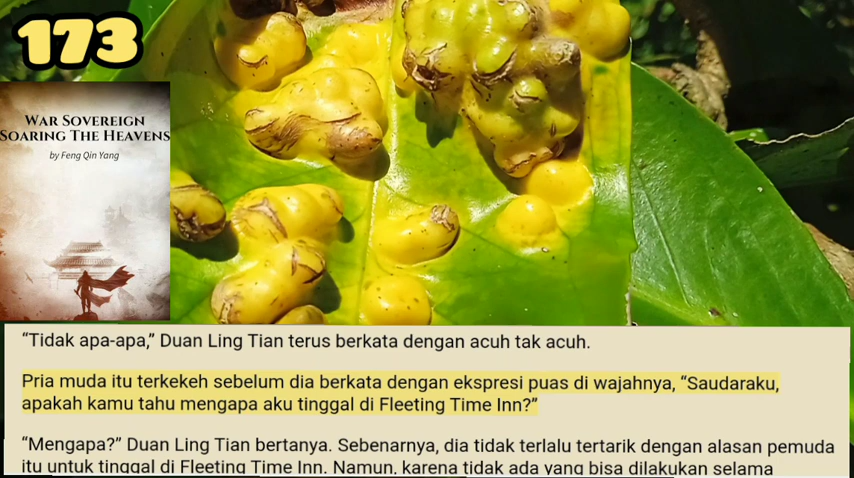 173
WAR SOVEREIGN
SOARING THE HEAVENS
by Feng Qin Yang
“Tidak apa-apa,” Duan Ling Tian terus berkata dengan acuh tak acuh.
Pria muda itu terkekeh sebelum dia berkata dengan ekspresi puas di wajahnya, “Saudaraku,
apakah kamu tahu mengapa aku tinggal di Fleeting Time Inn?”
“Mengapa?” Duan Ling Tian bertanya. Sebenarnya, dia tidak terlalu tertarik dengan alasan pemuda
itu untuk tinggal di Fleeting Time Inn. Namun, karena tidak ada yang bisa dilakukan selama